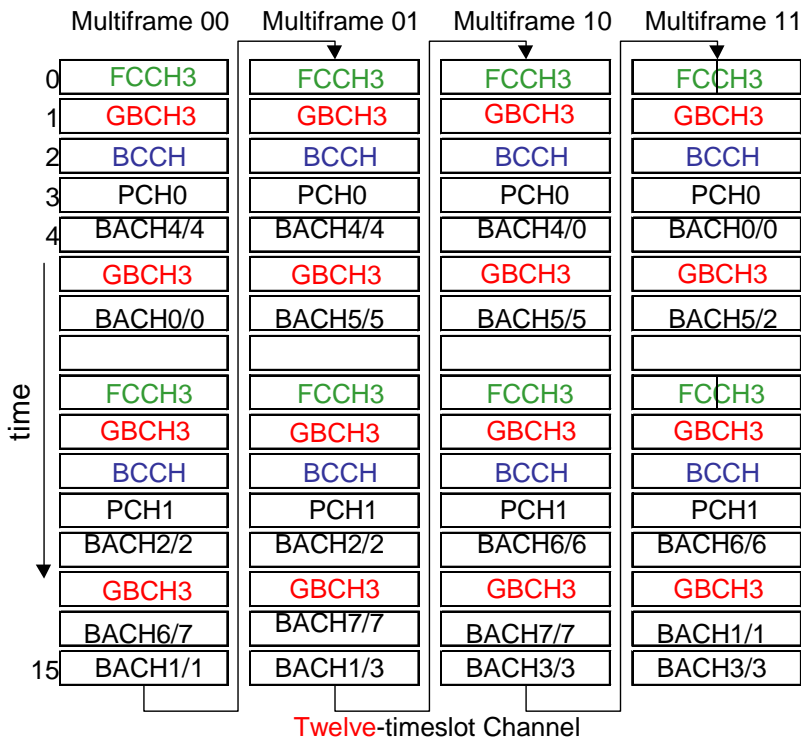 Multiframe 00 Multiframe 01 Multiframe 10 Multiframe 11
0 FCCH3 FCCH3 FCCH3 FCCH3
1 GBCH3 GBCH3 GBCH3 GBCH3
2 BCCH BCCH BCCH BCCH
3 PCH0 PCH0 PCH0 PCH0
4 BACH4/4 BACH4/4 BACH4/0 BACH0/0
GBCH3 GBCH3 GBCH3 GBCH3
BACH0/0 BACH5/5 BACH5/5 BACH5/2
FCCH3 FCCH3 FCCH3 FCCH3
time
GBCH3 GBCH3 GBCH3 GBCH3
BCCH BCCH BCCH BCCH
PCH1 PCH1 PCH1 PCH1
BACH2/2 BACH2/2 BACH6/6 BACH6/6
GBCH3 GBCH3 GBCH3 GBCH3
BACH6/7 BACH7/7 BACH7/7 BACH1/1
15 BACH1/1 BACH1/3 BACH3/3 BACH3/3
Twelve-timeslot Channel